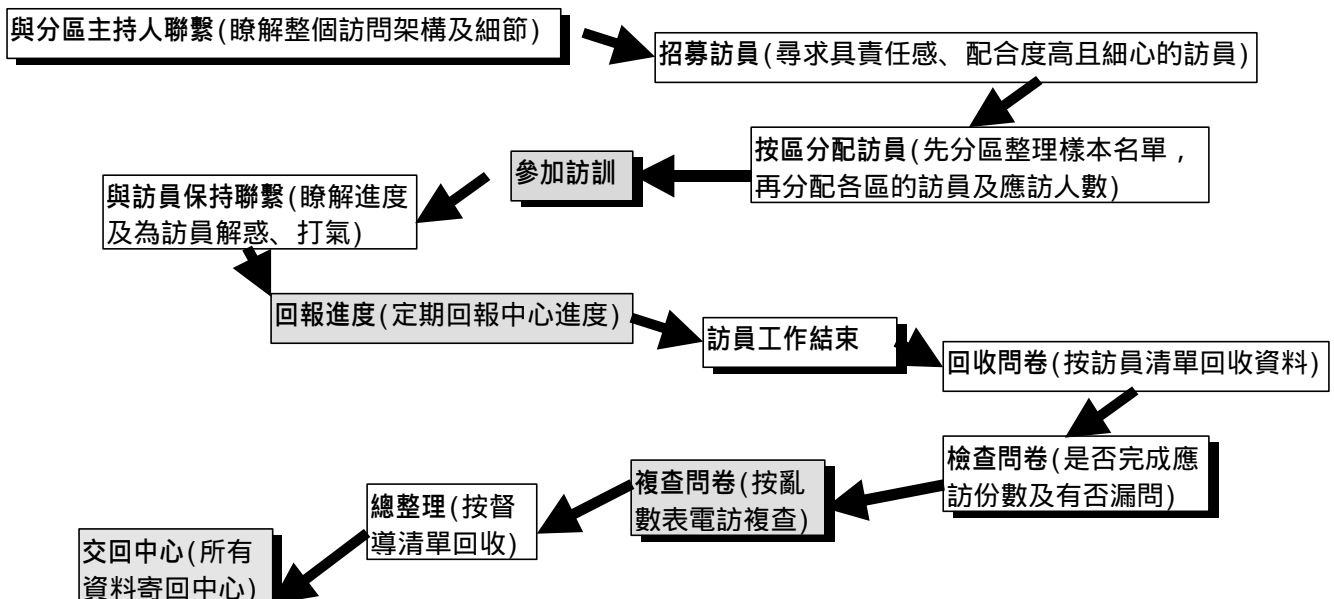 與分區主持人聯繫(瞭解整個訪問架構及細節)
招募訪員(尋求具責任感、配合度高且細心的訪員)
按區分配訪員(先分區整理樣本名單，
再分配各區的訪員及應訪人數)
參加訪訓
與訪員保持聯繫(瞭解進度
及為訪員解惑、打氣)
回報進度(定期回報中心進度)
訪員工作結束
回收問卷(按訪員清單回收資料)
檢查問卷(是否完成應
訪份數及有否漏問)
複查問卷(按亂
數表電訪複查)
總整理(按督
導清單回收)
交回中心(所有
資料寄回中心)